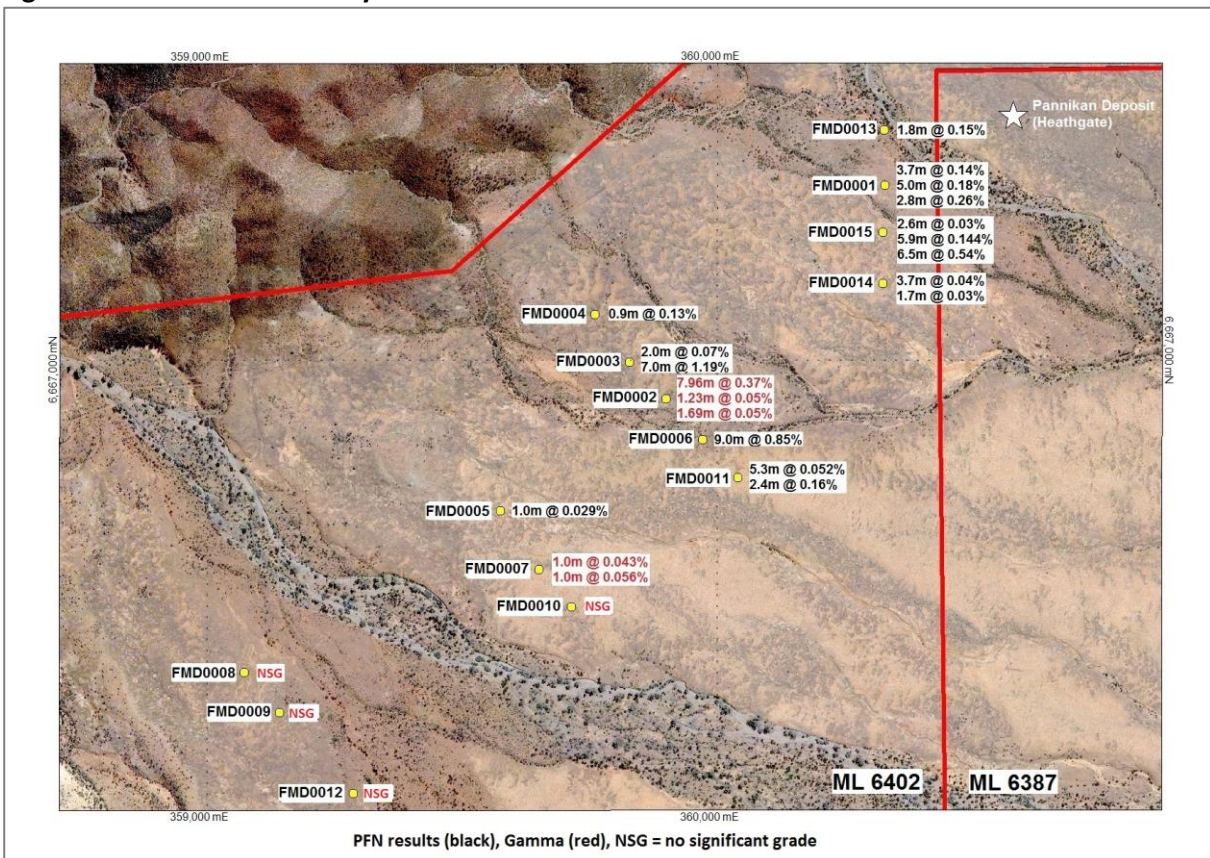 359,000 mE
360,000 mE
Pannikan Deposit
(Heathgate)
FMD0013
1.8m @ 0.15%
FMD0001
3.7m @ 0.14%
5.0m @ 0.18%
2.8m @ 0.26%
FMD0015
2.6m @ 0.03%
5.9m @ 0.144%
6.5m @ 0.54%
FMD0014
3.7m @ 0.04%
1.7m @ 0.03%
FMD0004
0.9m @ 0.13%
6,667,000 mN
6,667,000 mN
FMD0003
2.0m @ 0.07%
7.0m @ 1.19%
FMD0002
7.96m @ 0.37%
1.23m @ 0.05%
1.69m @ 0.05%
FMD0006
9.0m @ 0.85%
FMD0011
5.3m @ 0.052%
2.4m @ 0.16%
FMD0005
1.0m @ 0.029%
FMD0007
1.0m @ 0.043%
1.0m @ 0.056%
FMD0010
NSG
FMD0008
NSG
FMD0009
NSG
FMD0012
NSG
ML 6402
ML 6387
359,000 mE
360,000 mE
PFN results (black), Gamma (red), NSG = no significant grade